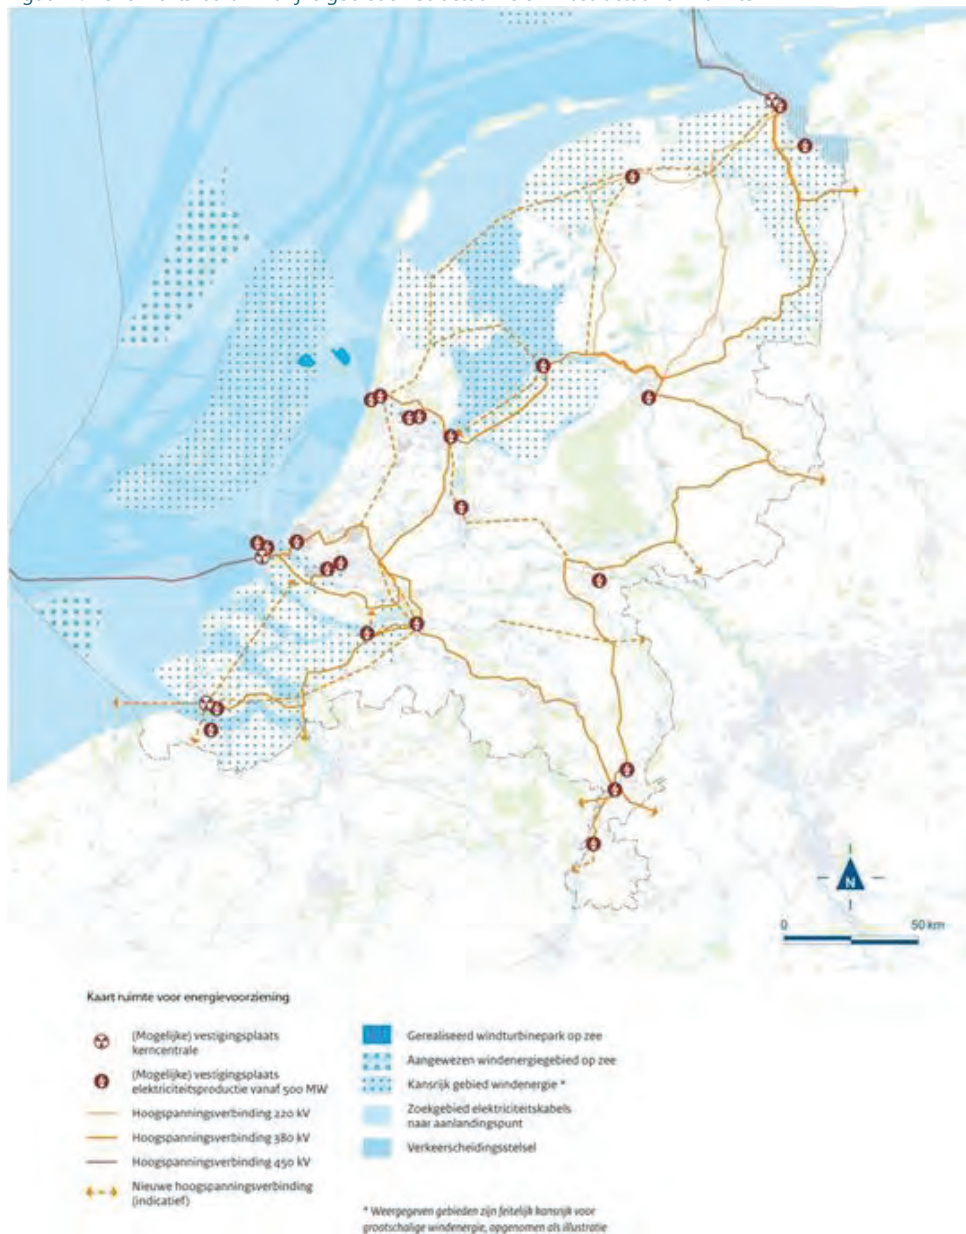 N
0 50 km
Kaart ruimte voor energievoorziening
(Mogelijke) vestigingsplaats
kerncentrale
(Mogelijke) vestigingsplaats
elektriciteitsproductie vanaf 500 MW
Hoogspanningsverbinding 220 kV
Hoogspanningsverbinding 380 kV
Hoogspanningsverbinding 450 kV
Nieuwe hoogspanningsverbinding
(indicatief)
Gerealiseerd windturbinepark op zee
Aangewezen windenergiegebied op zee
Kansrijk gebied windenergie *
Zoekgebied elektriciteitskabels
naar aanlandingspunt
Verkeerscheidingsstelsel
* Weergegeven gebieden zijn feitelijk kansrijk voor
grootschalige windenergie, opgenomen als illustratie